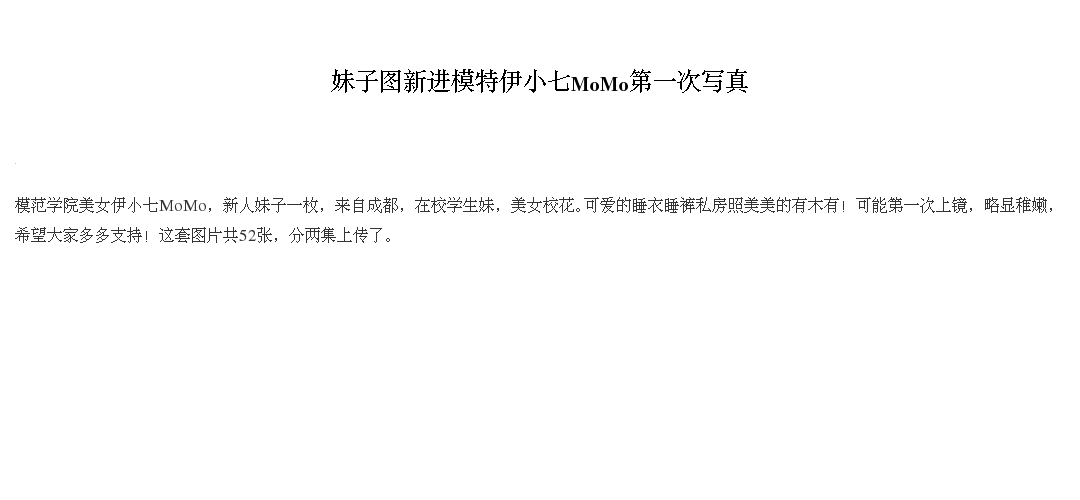 妹子图新进模特伊小七MoMo第一次写真
模范学院美女伊小七MoMo，新人妹子一枚，来自成都，在校学生妹，美女校花。可爱的睡衣睡裤私房照美美的有木有！可能第一次上镜，略显稚嫩，
希望大家多多支持！这套图片共52张，分两集上传了。